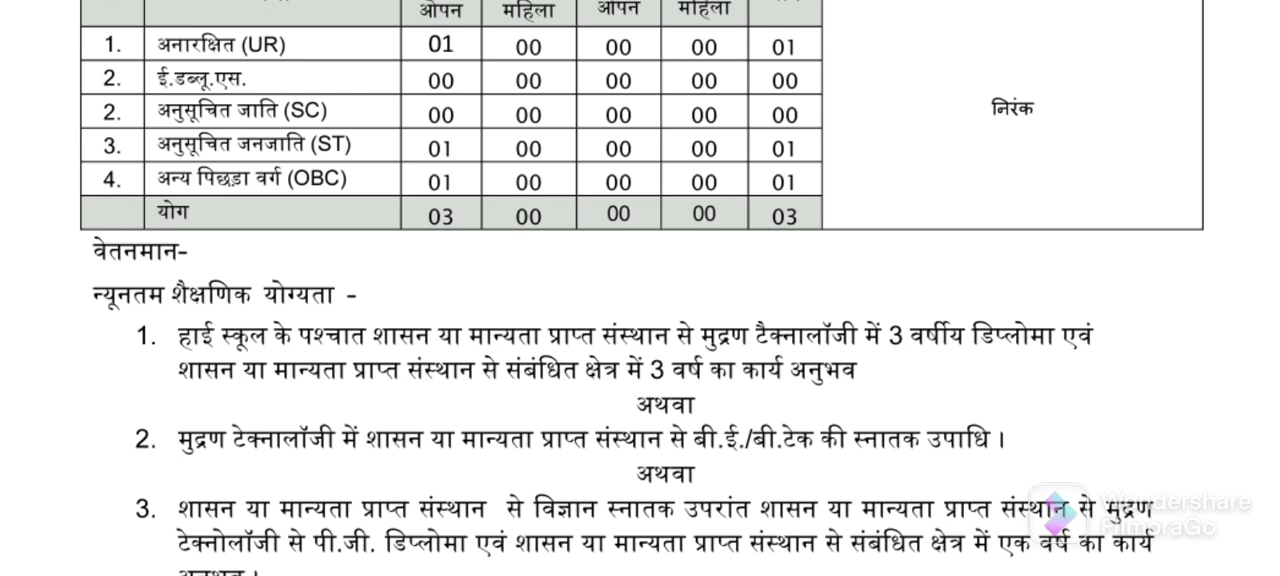 ओपन महिला ओपन महिला
1. अनारक्षित (UR) 01 00 00 00 01
2. ई.डब्लू.एस. 00 00 00 00 00
2. अनुसूचित जाति (SC) 00 00 00 00 00 निरंक
3. अनुसूचित जनजाति (ST) 01 00 00 00 01
4. अन्य पिछड़ा वर्ग (OBC) 01 00 00 00 01
योग 03 00 00 00 03
वेतनमान-
न्यूनतम शैक्षणिक योग्यता -
1. हाई स्कूल के पश्चात शासन या मान्यता प्राप्त संस्थान से मुद्रण टैक्नालॉजी में 3 वर्षीय डिप्लोमा एवं
शासन या मान्यता प्राप्त संस्थान से संबंधित क्षेत्र में 3 वर्ष का कार्य अनुभव
अथवा
2. मुद्रण टेक्नालॉजी में शासन या मान्यता प्राप्त संस्थान से बी.ई./बी.टेक की स्नातक उपाधि।
अथवा
3. शासन या मान्यता प्राप्त संस्थान से विज्ञान स्नातक उपरांत शासन या मान्यता प्राप्त संस्थान से मुद्रण
टेक्नोलॉजी से पी.जी. डिप्लोमा एवं शासन या मान्यता प्राप्त संस्थान से संबंधित क्षेत्र में एक वर्ष का कार्य
Wondershare
FilmoraGo